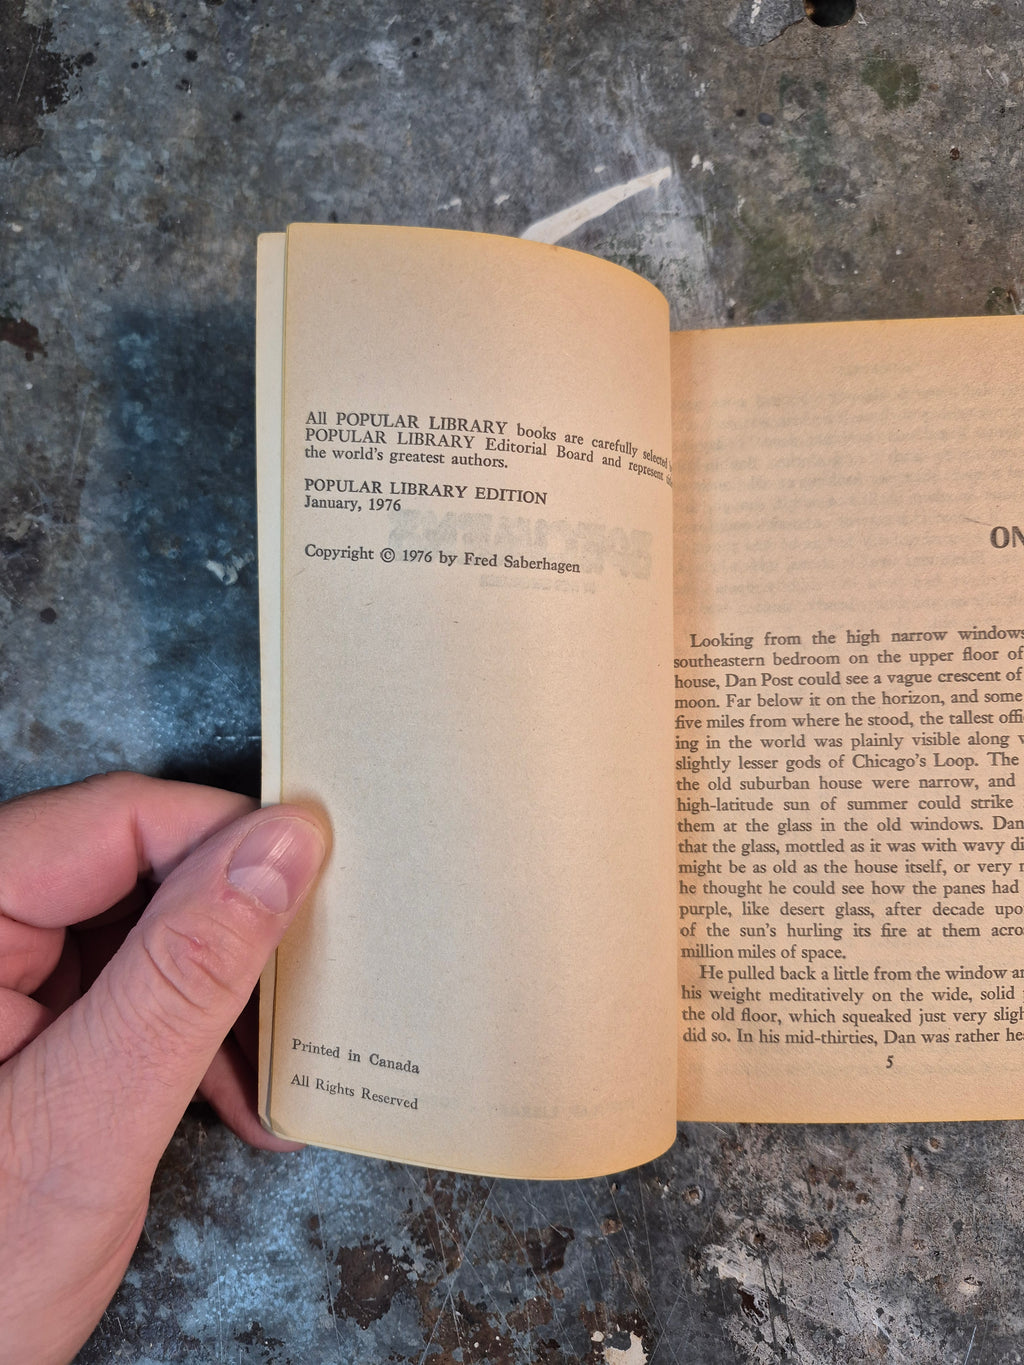 All POPULAR LIBRARY books are carefully selected
POPULAR LIBRARY Editorial Board and represent
the world's greatest authors.
POPULAR LIBRARY EDITION
January, 1976
Copyright © 1976 by Fred Saberhagen
Printed in Canada
All Rights Reserved
ON
Looking from the high narrow windows
southeastern bedroom on the upper floor of
house, Dan Post could see a vague crescent of
moon. Far below it on the horizon, and some
five miles from where he stood, the tallest offi
ing in the world was plainly visible along
slightly lesser gods of Chicago's Loop. The
the old suburban house were narrow, and
high-latitude sun of summer could strike
them at the glass in the old windows. Dan
that the glass, mottled as it was with wavy di
might be as old as the house itself, or very
he thought he could see how the panes had
purple, like desert glass, after decade upo
of the sun's hurling its fire at them acro
million miles of space.
He pulled back a little from the window a
his weight meditatively on the wide, solid
the old floor, which squeaked just very sligh
did so. In his mid-thirties, Dan was rather he
5